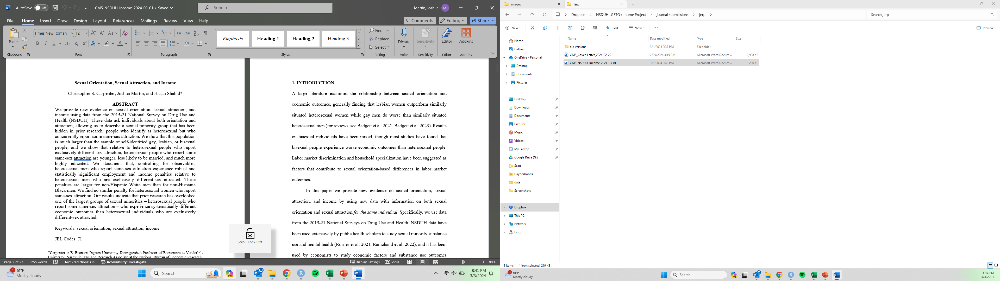 AutoSave Off CMS-NSDUH-Income-2024-03-01 • Saved Search Martin, Joshua MJ
File Home Insert Draw Design Layout References Mailings Review View Help Comments Editing Share
Paste
Clipboard
Times New Roman 12 Aa
B I U ab x₂ x² A A
Font
Paragraph
Emphasis Heading 1 Heading 2 Heading 3
Styles
Find
Replace
Select
Editing
Dictate
Voice
Sensitivity
Sensitivity
Editor
Editor
Add-ins
Add-ins
Sexual Orientation, Sexual Attraction, and Income
Christopher S. Carpenter, Joshua Martin, and Hasan Shahid*
ABSTRACT
We provide new evidence on sexual orientation, sexual attraction, and
income using data from the 2015-21 National Survey on Drug Use and
Health (NSDUH). These data ask individuals about both orientation and
attraction, allowing us to describe a sexual minority group that has been
hidden in prior research: people who identify as heterosexual but who
concurrently report some same-sex attraction. We show that this population
is much larger than the sample of self-identified gay, lesbian, or bisexual
people, and we show that relative to heterosexual people who report
exclusively different-sex attraction, heterosexual people who report some
same-sex attraction are younger, less likely to be married, and much more
highly educated. We document that, controlling for observables,
heterosexual men who report same-sex attraction experience robust and
statistically significant employment and income penalties relative to
heterosexual men who are exclusively different-sex attracted. These
penalties are larger for non-Hispanic White men than for non-Hispanic
Black men. We find no similar penalty for heterosexual women who report
same-sex attraction. Our results indicate that prior research has overlooked
one of the largest groups of sexual minorities – heterosexual people who
report some same-sex attraction – who experience systematically different
economic outcomes than heterosexual individuals who are exclusively
different-sex attracted.
Keywords: sexual orientation, sexual attraction, income
JEL Codes: J1
*Carpenter is E. Bronson Ingram University Distinguished Professor of Economics at Vanderbilt
University, Nashville, TN, and Research Associate at the National Bureau of Economic Research,
1. INTRODUCTION
A large literature examines the relationship between sexual orientation and
economic outcomes, generally finding that lesbian women outperform similarly
situated heterosexual women while gay men do worse than similarly situated
heterosexual men (for reviews, see Badgett et al. 2021, Badgett et al. 2023). Results
on bisexual individuals have been mixed, though most studies have found that
bisexual people experience worse economic outcomes than heterosexual people.
Labor market discrimination and household specialization have been suggested as
factors that contribute to sexual orientation-based differences in labor market
outcomes.
In this paper we provide new evidence on sexual orientation, sexual
attraction, and income by using new data with information on both sexual
orientation and sexual attraction for the same individual. Specifically, we use data
from the 2015-21 National Surveys on Drug Use and Health. NSDUH data have
been used extensively by public health scholars to study sexual minority substance
use and mental health (Rosner et al. 2021, Ramchand et al. 2022), and it has been
used by economists to study economic factors and substance use outcomes
Sc
Scroll Lock Off
Page 2 of 27 5255 words Text Predictions: On Accessibility: Investigate Display Settings Focus 90%
1 61°F
Mostly cloudy
Search
8:41 PM
3/3/2024
images jerp
Dropbox NSDUH LGBTQ+ Inome Project journal submissions jerp Search jerp
New Sort View Preview
Name Date modified Type Size
old versions 3/1/2024 2:37 PM File folder
CMS_Cover-Letter_2024-02-29 2/29/2024 3:15 PM Microsoft Word Docum... 2,938 KB
CMS-NSDUH-Income-2024-03-01 3/1/2024 2:40 PM Microsoft Word Docum... 220 KB
Home
Gallery
OneDrive - Personal
Desktop
Documents
Pictures
Desktop
Downloads
Documents
Pictures
Music
Videos
My Laptop
Google Drive (G:)
Seau
Gayborhoods
data
Screenshots
Dropbox
This PC
Network
Linux
3 items 1 item selected 219 KB
1 61°F
Mostly cloudy
Search
8:41 PM
3/3/2024